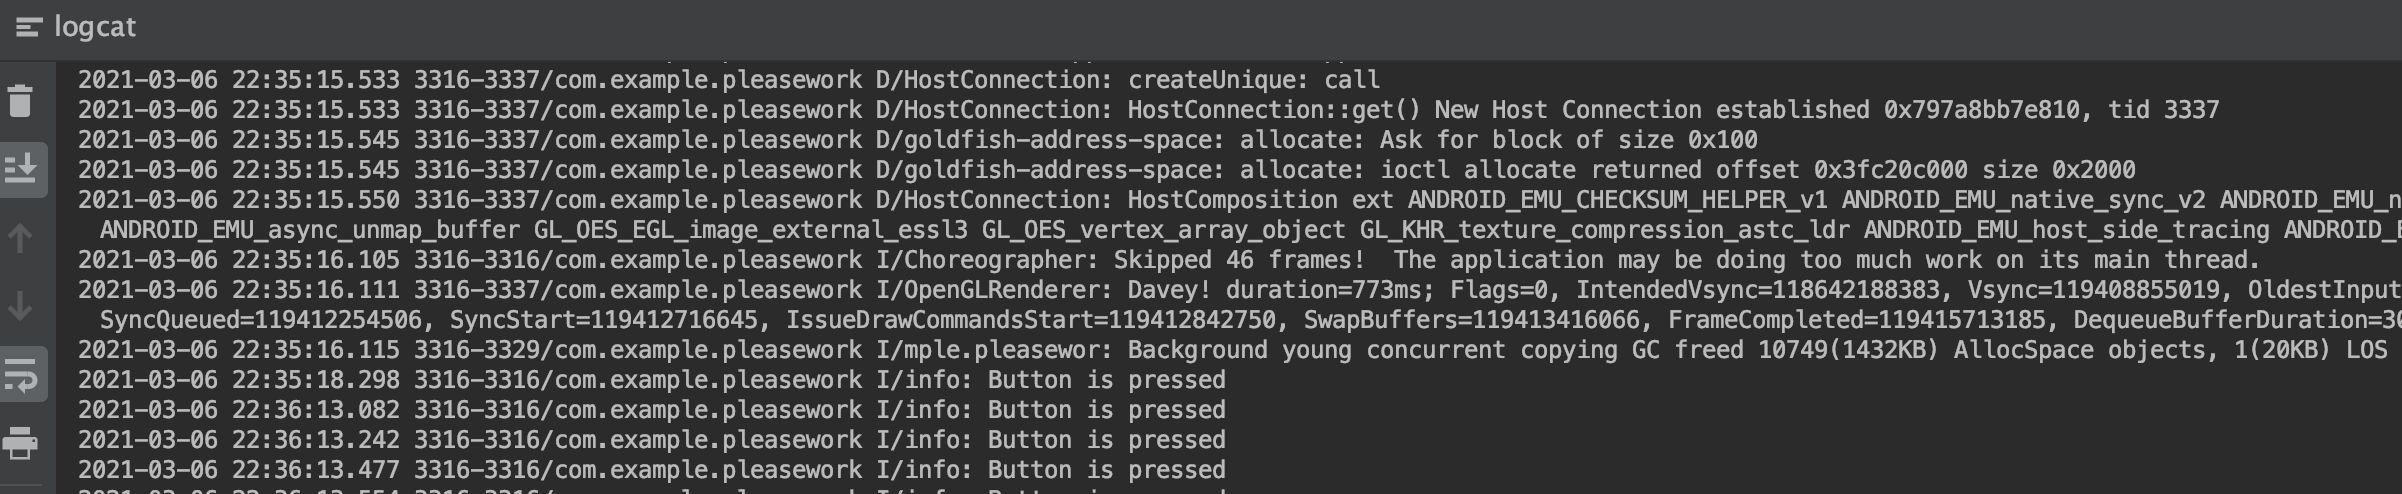 logcat
2021-03-06 22:35:15.533 3316-3337/com.example.pleasework D/HostConnection: createUnique: call
2021-03-06 22:35:15.533 3316-3337/com.example.pleasework D/HostConnection: HostConnection::get() New Host Connection established 0x797a8bb7e810, tid 3337
2021-03-06 22:35:15.545 3316-3337/com.example.pleasework D/goldfish-address-space: allocate: Ask for block of size 0x100
2021-03-06 22:35:15.545 3316-3337/com.example.pleasework D/goldfish-address-space: allocate: ioctl allocate returned offset 0x3fc20c000 size 0x2000
2021-03-06 22:35:15.550 3316-3337/com.example.pleasework D/HostConnection: HostComposition ext ANDROID_EMU_CHECKSUM_HELPER_v1 ANDROID_EMU_native_sync_v2 ANDROID_EMU_n
ANDROID_EMU_async_unmap_buffer GL_OES_EGL_image_external_essl3 GL_OES_vertex_array_object GL_KHR_texture_compression_astc_ldr ANDROID_EMU_host_side_tracing ANDROID_E
2021-03-06 22:35:16.105 3316-3316/com.example.pleasework I/Choreographer: Skipped 46 frames!  The application may be doing too much work on its main thread.
2021-03-06 22:35:16.111 3316-3337/com.example.pleasework I/OpenGLRenderer: Davey! duration=773ms; Flags=0, IntendedVsync=118642188383, Vsync=119408855019, OldestInput
SyncQueued=119412254506, SyncStart=119412716645, IssueDrawCommandsStart=119412842750, SwapBuffers=119413416066, FrameCompleted=119415713185, DequeueBufferDuration=30
2021-03-06 22:35:16.115 3316-3329/com.example.pleasework I/mple.pleasewor: Background young concurrent copying GC freed 10749(1432KB) AllocSpace objects, 1(20KB) LOS
2021-03-06 22:35:18.298 3316-3316/com.example.pleasework I/info: Button is pressed
2021-03-06 22:36:13.082 3316-3316/com.example.pleasework I/info: Button is pressed
2021-03-06 22:36:13.242 3316-3316/com.example.pleasework I/info: Button is pressed
2021-03-06 22:36:13.477 3316-3316/com.example.pleasework I/info: Button is pressed